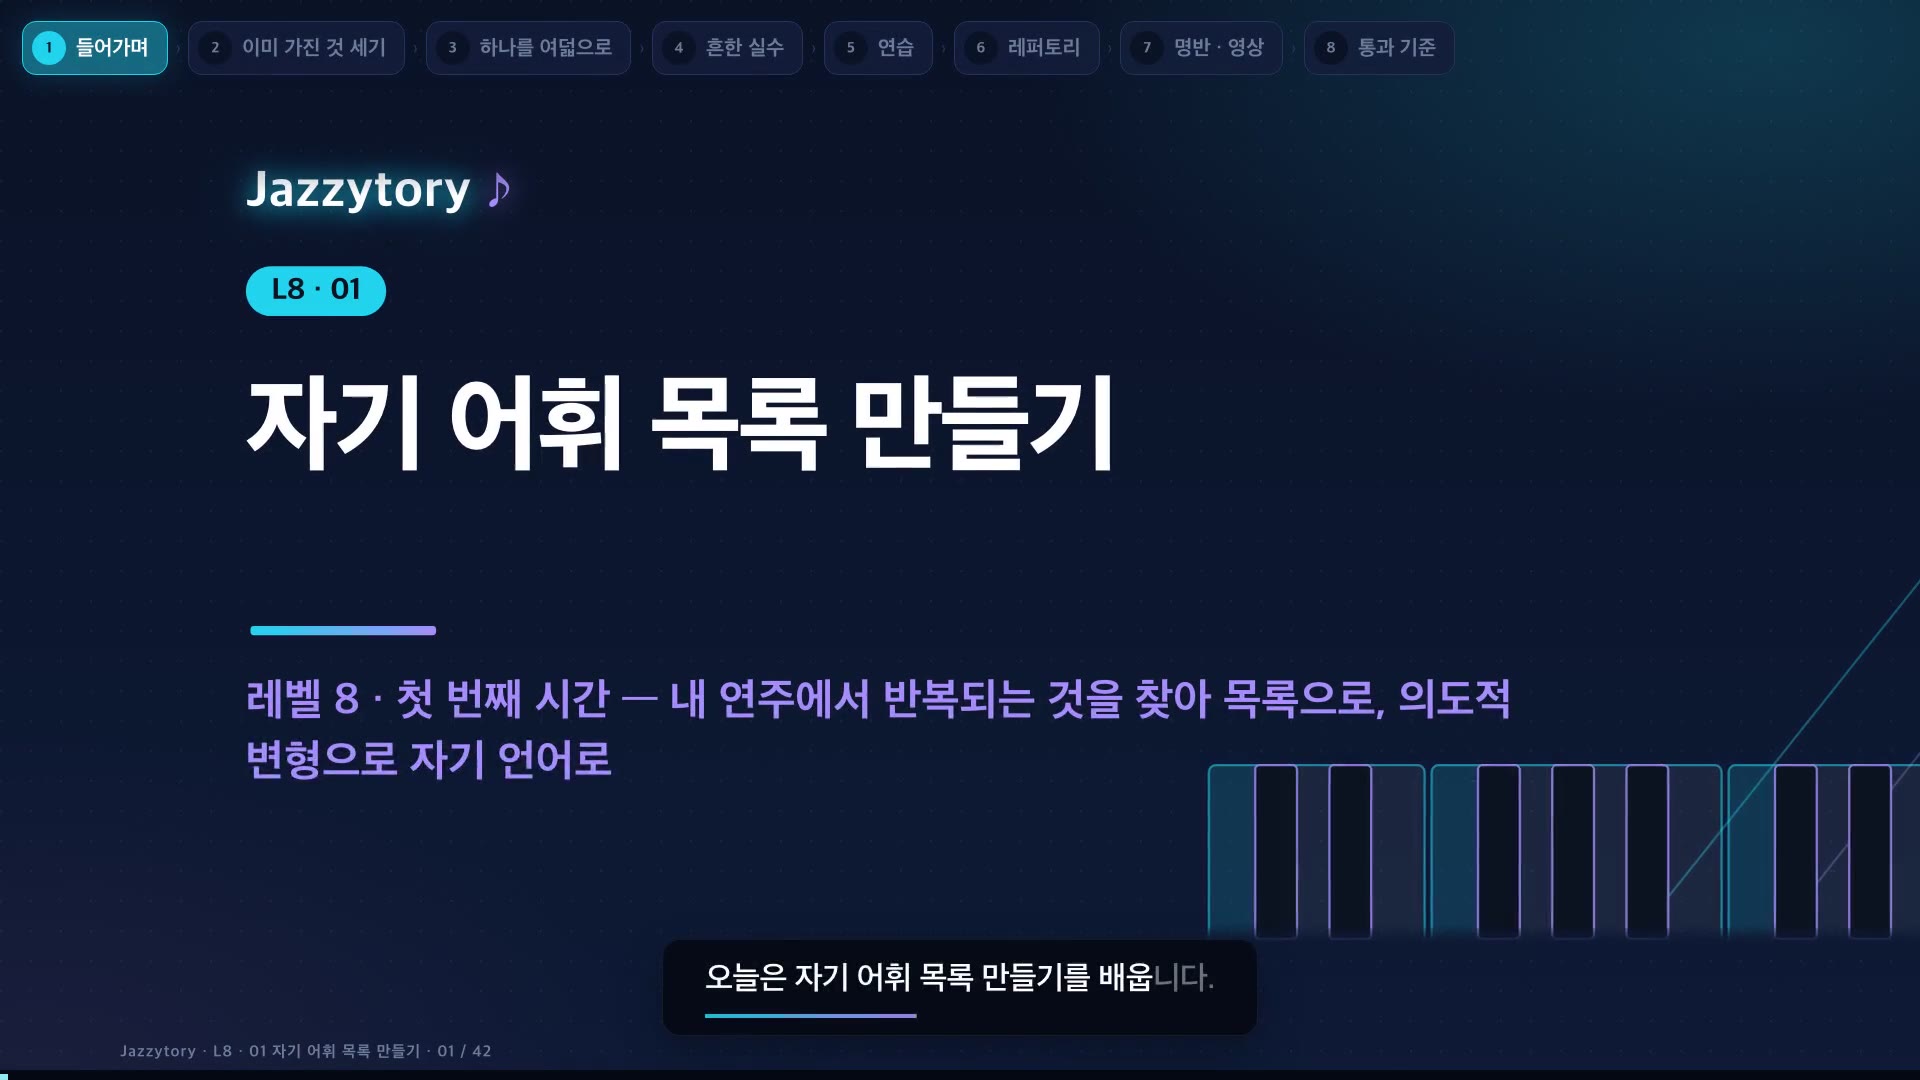 1 들어가며 › 2 이미 가진 것 세기 › 3 하나를 여덟으로 › 4 흔한 실수 › 5 연습 › 6 레퍼토리 › 7 명반 · 영상 › 8 통과 기준
Jazzytory ♪
L8 · 01
자기 어휘 목록 만들기
레벨 8 · 첫 번째 시간 — 내 연주에서 반복되는 것을 찾아 목록으로, 의도적
변형으로 자기 언어로
오늘은 자기 어휘 목록 만들기를 배웁니다.
Jazzytory · L8 · 01 자기 어휘 목록 만들기 · 01 / 42